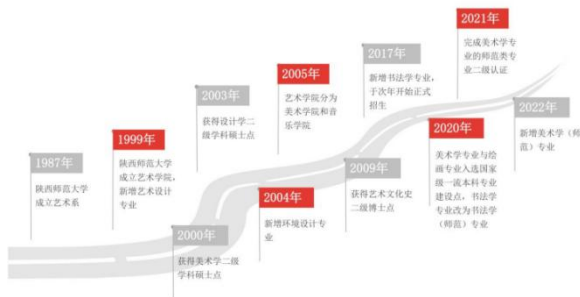 1987年
陕西师范大学
成立艺术系
1999年
陕西师范大学
成立艺术学院，
新增艺术设计
专业
2000年
获得美术学二级
学科硕士点
2003年
获得设计学二
级学科硕士点
2004年
新增环境设计专
业
2005年
艺术学院分为
美术学院和音
乐学院
2009年
获得艺术文化史
二级博士点
2017年
新增书法学专业，
于次年开始正式
招生
2020年
美术学专业与绘
画专业入选国家
级一流本科专业
建设点，书法学
专业改为书法学
（师范）专业
2021年
完成美术学专
业的师范类专
业二级认证
2022年
新增美术学（师
范）专业